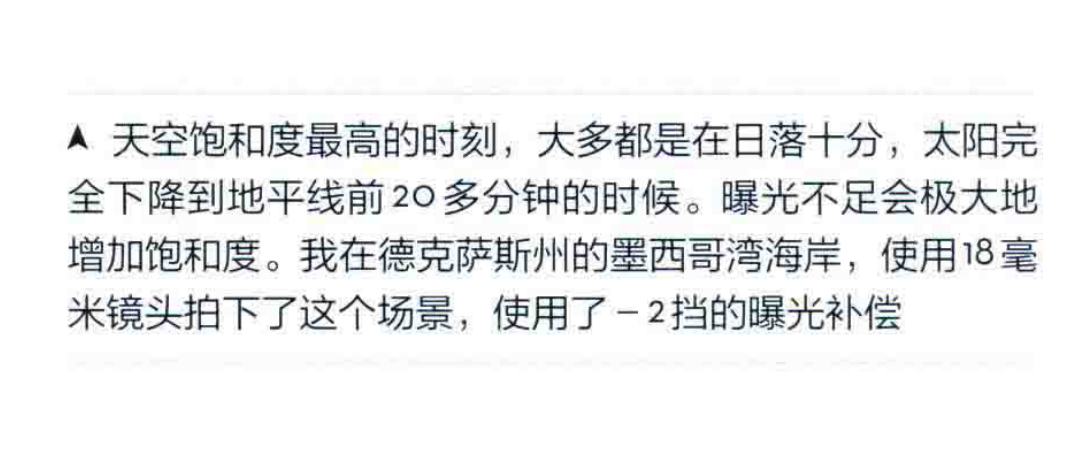 ▲ 天空饱和度最高的时刻，大多都是在日落十分，太阳完
全下降到地平线前20多分钟的时候。曝光不足会极大地
增加饱和度。我在德克萨斯州的墨西哥湾海岸，使用18毫
米镜头拍下了这个场景，使用了－2挡的曝光补偿